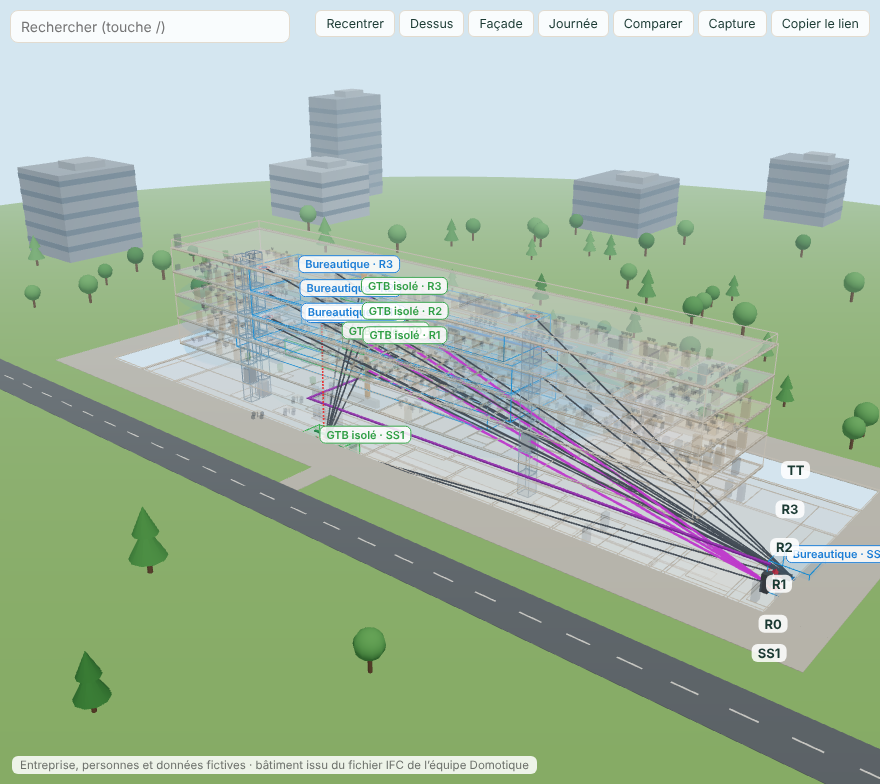 Rechercher (touche /)
Recentrer
Dessus
Façade
Journée
Comparer
Capture
Copier le lien
Bureautique · R3
GTB isolé · R3
GTB isolé · R2
GTB isolé · R1
GTB isolé · SS1
TT
R3
R2
R1
R0
SS1
Entreprise, personnes et données fictives · bâtiment issu du fichier IFC de l'équipe Domotique